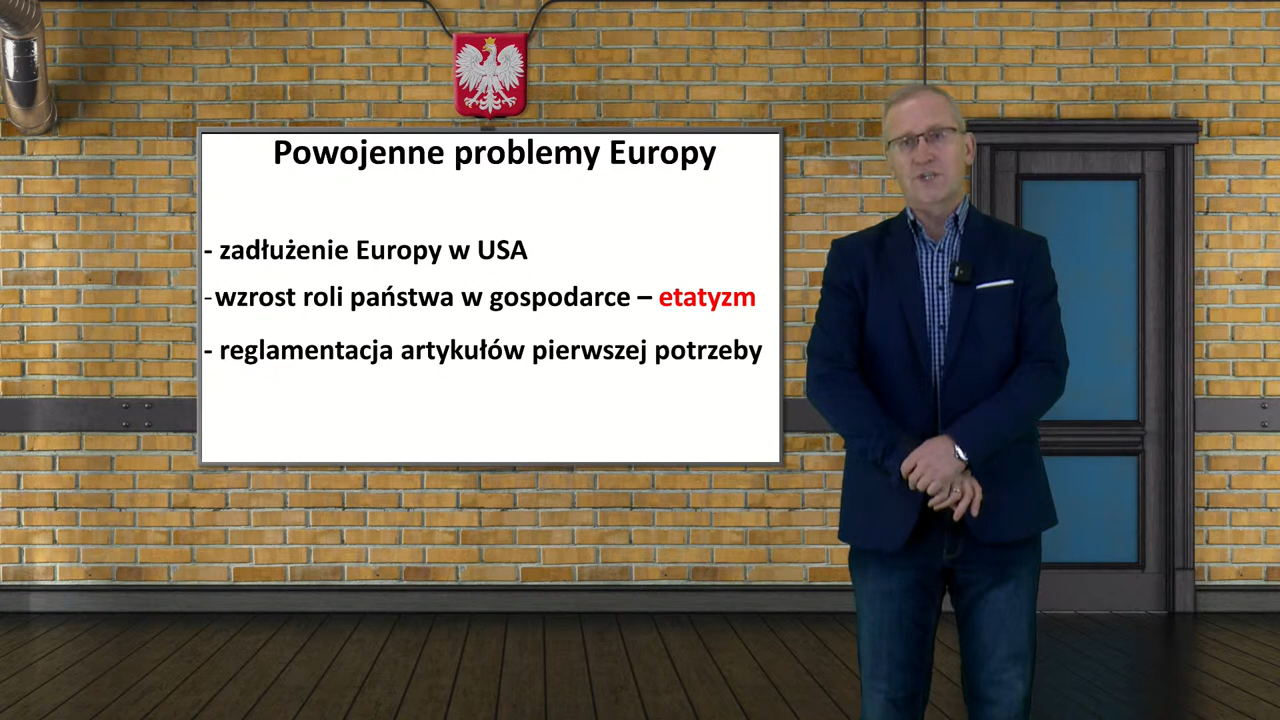 Powojenne problemy Europy
- zadłużenie Europy w USA
-wzrost roli państwa w gospodarce – etatyzm
- reglamentacja artykułów pierwszej potrzeby